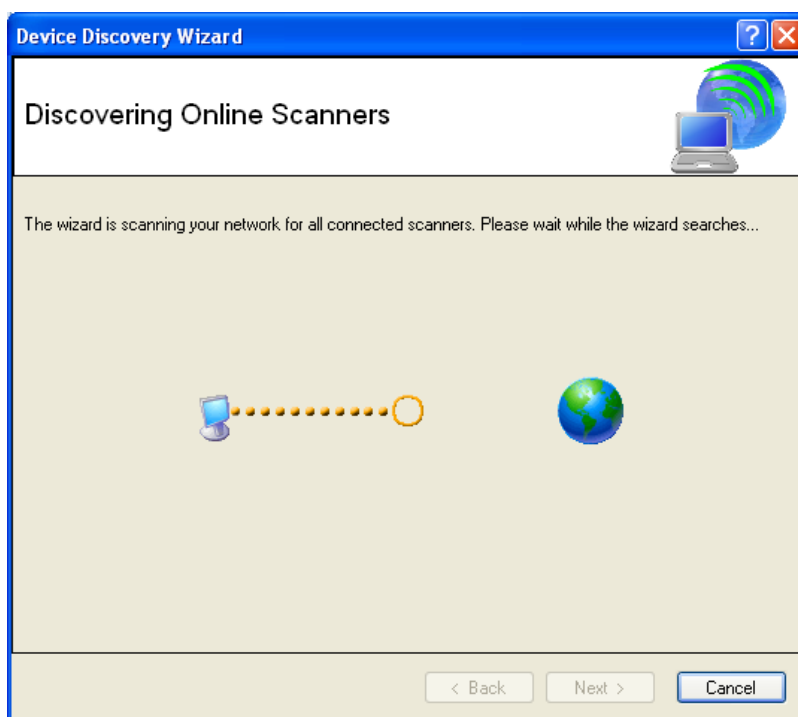 Device Discovery Wizard
Discovering Online Scanners
The wizard is scanning your network for all connected scanners. Please wait while the wizard searches...
< Back Next > Cancel